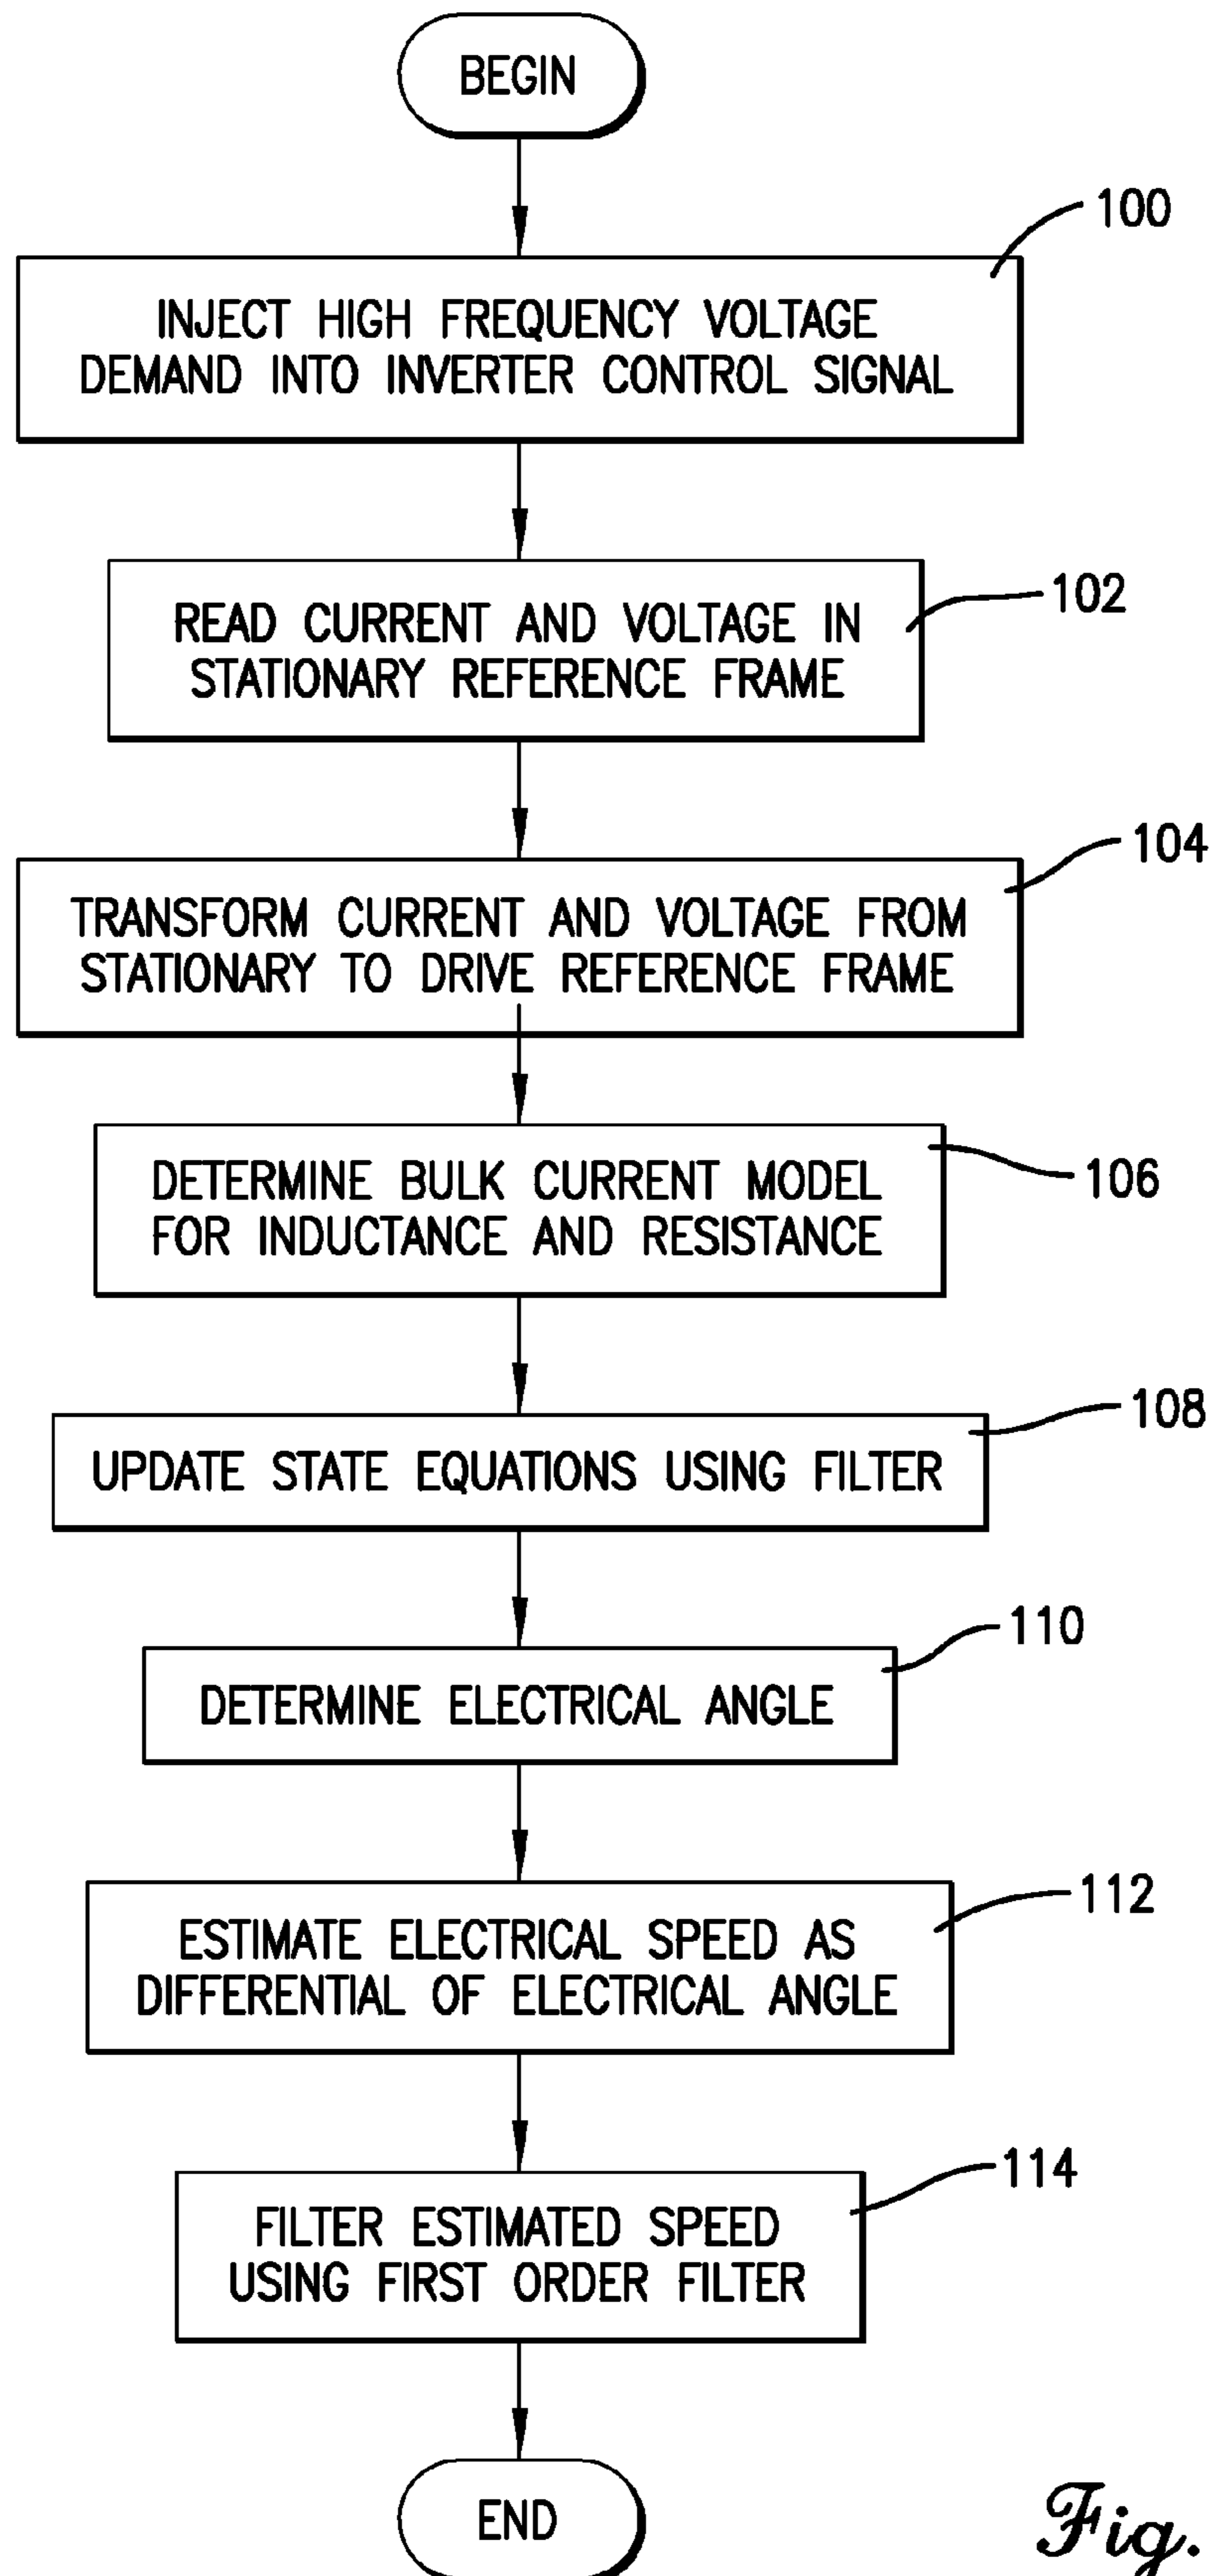 BEGIN
100
INJECT HIGH FREQUENCY VOLTAGE
DEMAND INTO INVERTER CONTROL SIGNAL
102
READ CURRENT AND VOLTAGE IN
STATIONARY REFERENCE FRAME
104
TRANSFORM CURRENT AND VOLTAGE FROM
STATIONARY TO DRIVE REFERENCE FRAME
106
DETERMINE BULK CURRENT MODEL
FOR INDUCTANCE AND RESISTANCE
108
UPDATE STATE EQUATIONS USING FILTER
110
DETERMINE ELECTRICAL ANGLE
112
ESTIMATE ELECTRICAL SPEED AS
DIFFERENTIAL OF ELECTRICAL ANGLE
114
FILTER ESTIMATED SPEED
USING FIRST ORDER FILTER
END
Fig.